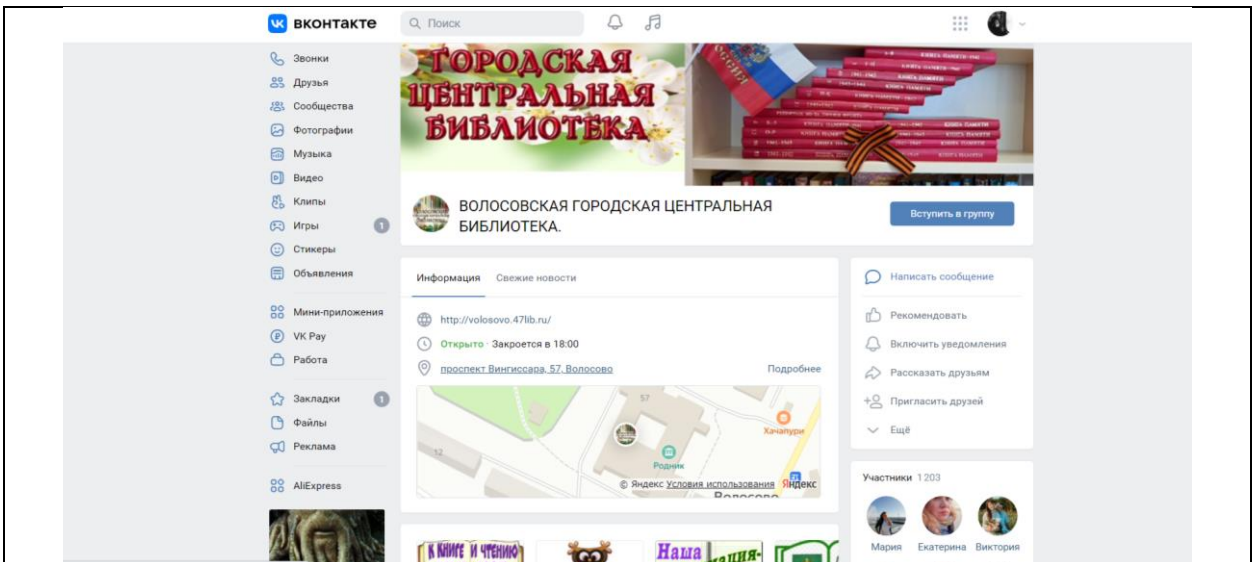 ВКОНТАКТЕ
Поиск
Звонки
Друзья
Сообщества
Фотографии
Музыка
Видео
Клипы
Игры 1
Стикеры
Объявления
Мини-приложения
VK Pay
Работа
Закладки 1
Файлы
Реклама
AliExpress
ГОРОДСКАЯ
ЦЕНТРАЛЬНАЯ
БИБЛИОТЕКА
РОССИЯ
ВОЛОСОВСКАЯ ГОРОДСКАЯ ЦЕНТРАЛЬНАЯ
БИБЛИОТЕКА.
Вступить в группу
Информация Свежие новости
http://volosovo.47lib.ru/
Открыто · Закроется в 18:00
проспект Вингиссара, 57, Волосово Подробнее
57
Хачапури
12
Родник
© Яндекс Условия использования Яндекс
Волосово
К КНИГЕ И ЧТЕНИЮ
Наша
Написать сообщение
Рекомендовать
Включить уведомления
Рассказать друзьям
Пригласить друзей
Ещё
Участники 1 203
Мария Екатерина Виктория